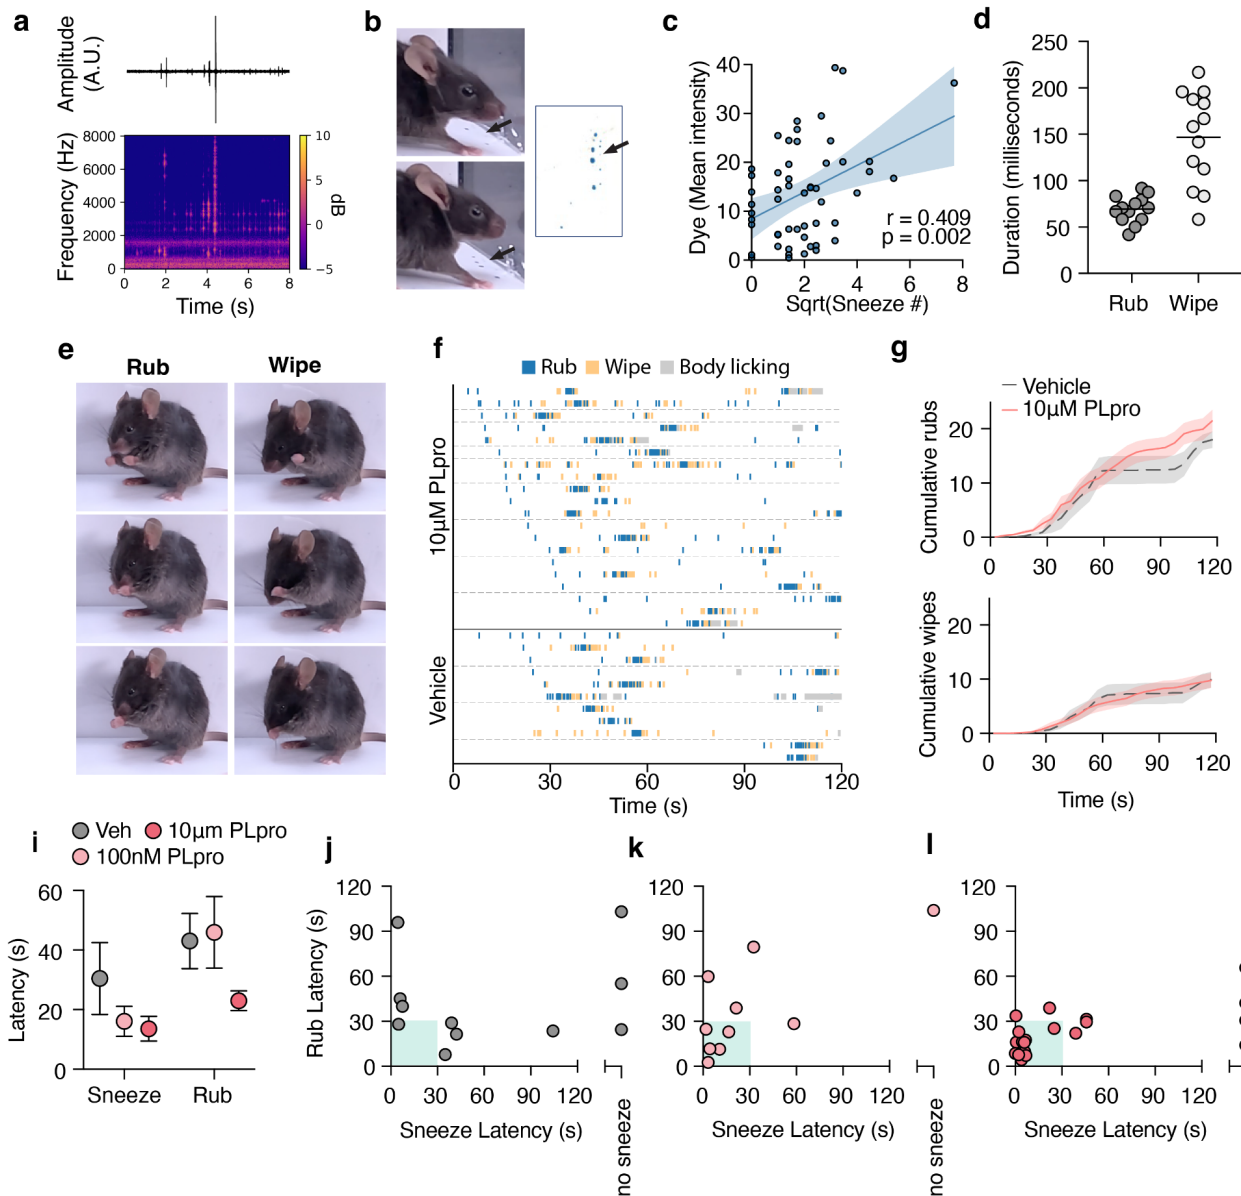 a
Amplitude
(A.U.)
Frequency (Hz)
8000
6000
4000
2000
0
0
2
4
6
8
Time (s)
10
5
0
−5
dB
b
c
Dye (Mean intensity)
40
30
20
10
0
0
2
4
6
8
Sqrt(Sneeze #)
r = 0.409
p = 0.002
d
Duration (milliseconds)
250
200
150
100
50
0
Rub
Wipe
e
Rub
Wipe
f
Rub
Wipe
Body licking
10µM PLpro
Vehicle
0
30
60
90
120
Time (s)
g
Vehicle
10µM PLpro
Cumulative rubs
20
10
0
0
30
60
90
120
Cumulative wipes
20
10
0
0
30
60
90
120
Time (s)
i
Veh
10µm PLpro
100nM PLpro
Latency (s)
60
40
20
0
Sneeze
Rub
j
Rub Latency (s)
120
90
60
30
0
0
30
60
90
120
Sneeze Latency (s)
no sneeze
k
120
90
60
30
0
0
30
60
90
120
Sneeze Latency (s)
no sneeze
l
120
90
60
30
0
0
30
60
90
120
Sneeze Latency (s)